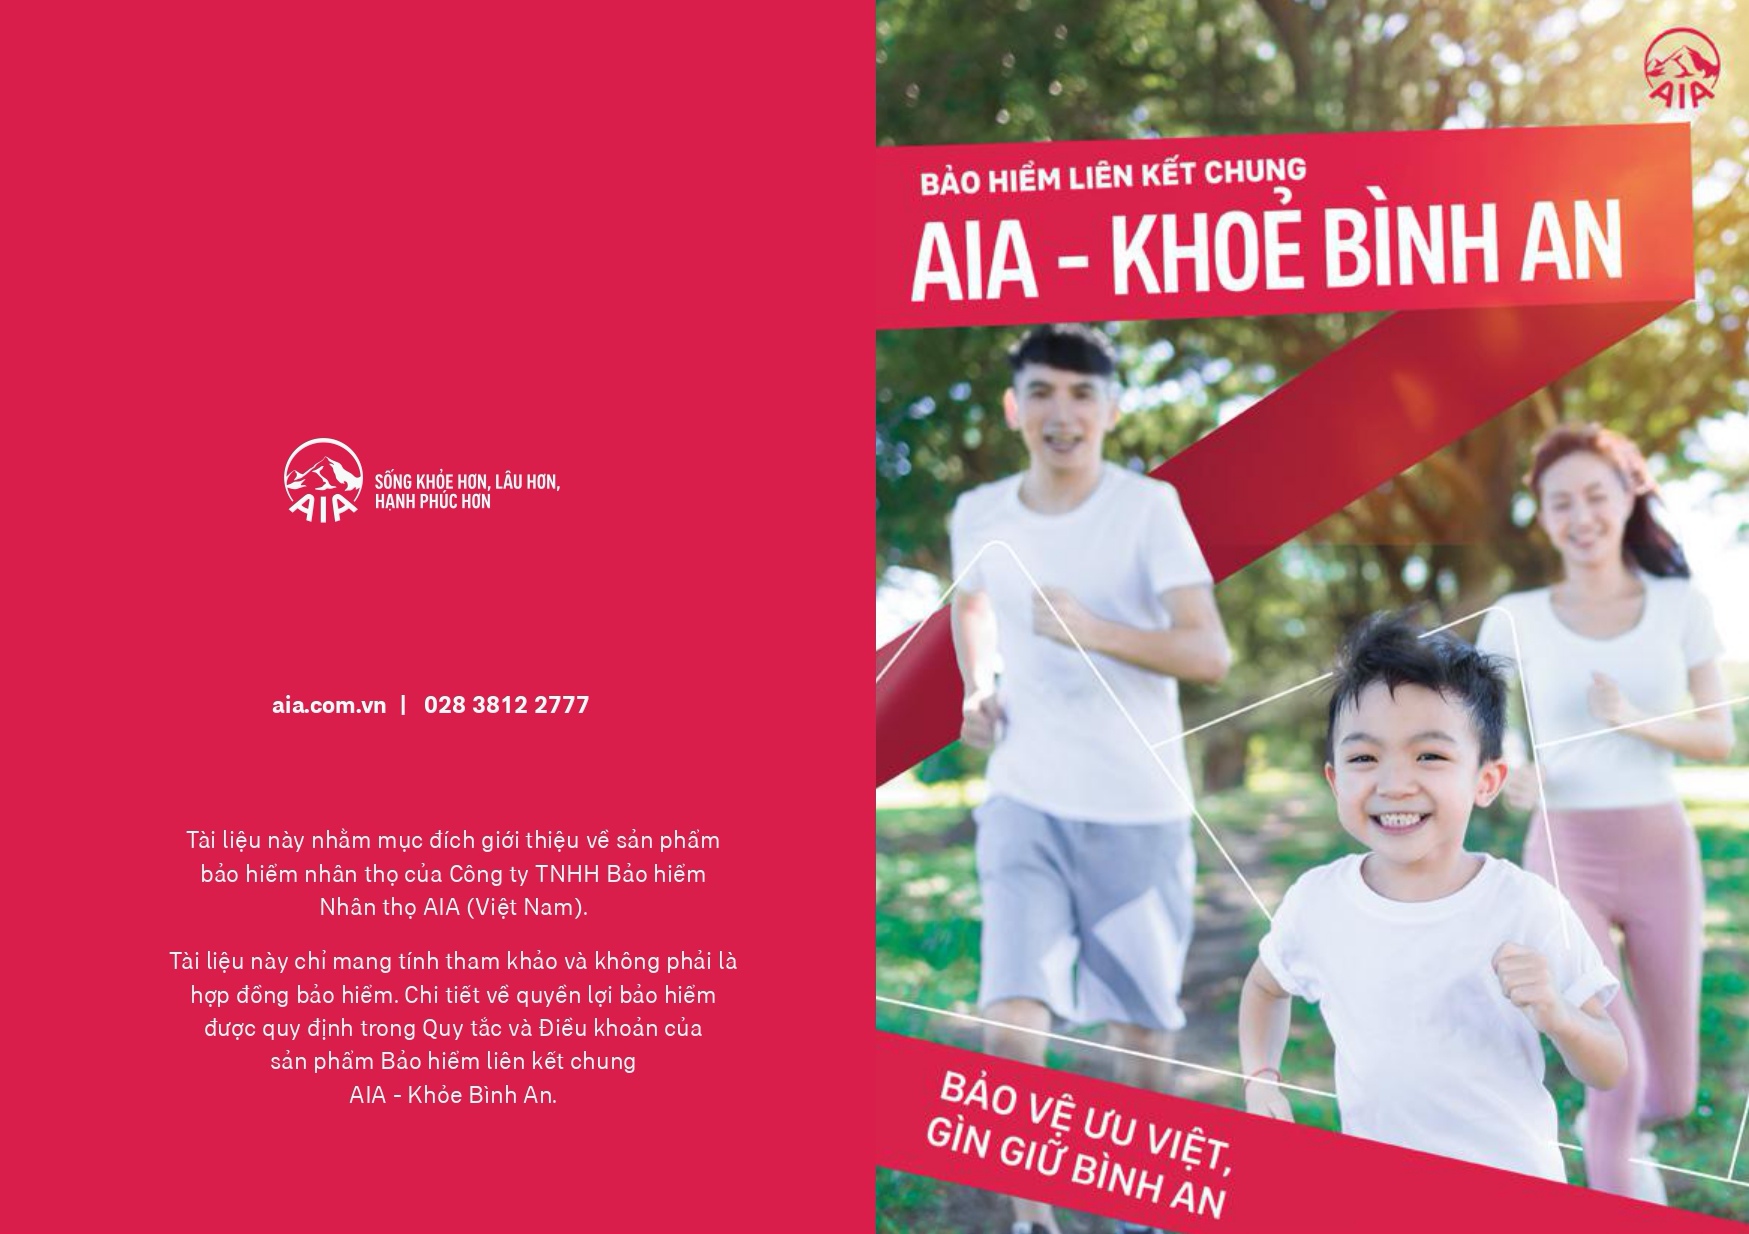 AIA
SỐNG KHỎE HƠN, LÂU HƠN,
HẠNH PHÚC HƠN
aia.com.vn | 028 3812 2777
Tài liệu này nhằm mục đích giới thiệu về sản phẩm
bảo hiểm nhân thọ của Công ty TNHH Bảo hiểm
Nhân thọ AIA (Việt Nam).
Tài liệu này chỉ mang tính tham khảo và không phải là
hợp đồng bảo hiểm. Chi tiết về quyền lợi bảo hiểm
được quy định trong Quy tắc và Điều khoản của
sản phẩm Bảo hiểm liên kết chung
AIA - Khỏe Bình An.
AIA
BẢO HIỂM LIÊN KẾT CHUNG
AIA - KHOẺ BÌNH AN
BẢO VỆ ƯU VIỆT,
GÌN GIỮ BÌNH AN